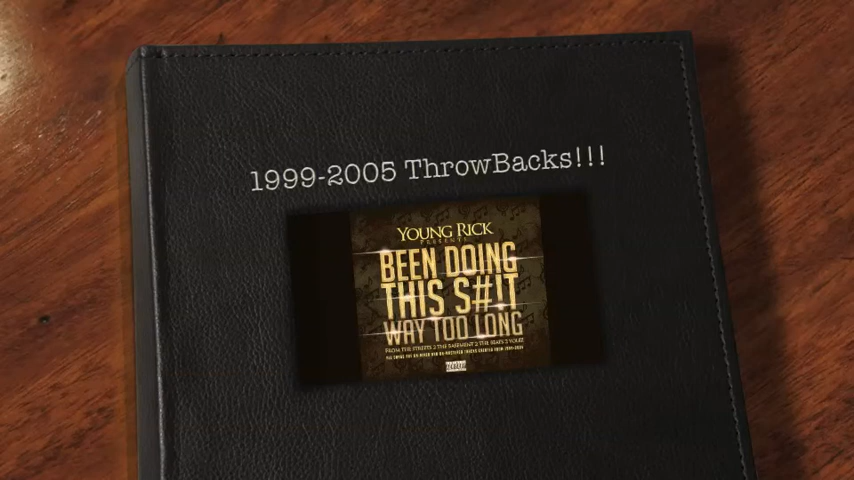 1999-2005 ThrowBacks!!!
YOUNG RICK
PRESENTS
BEEN DOING
THIS S#!T
WAY TOO LONG
FROM THE STREETS 2 THE BASEMENT 2 THE BEATS 2